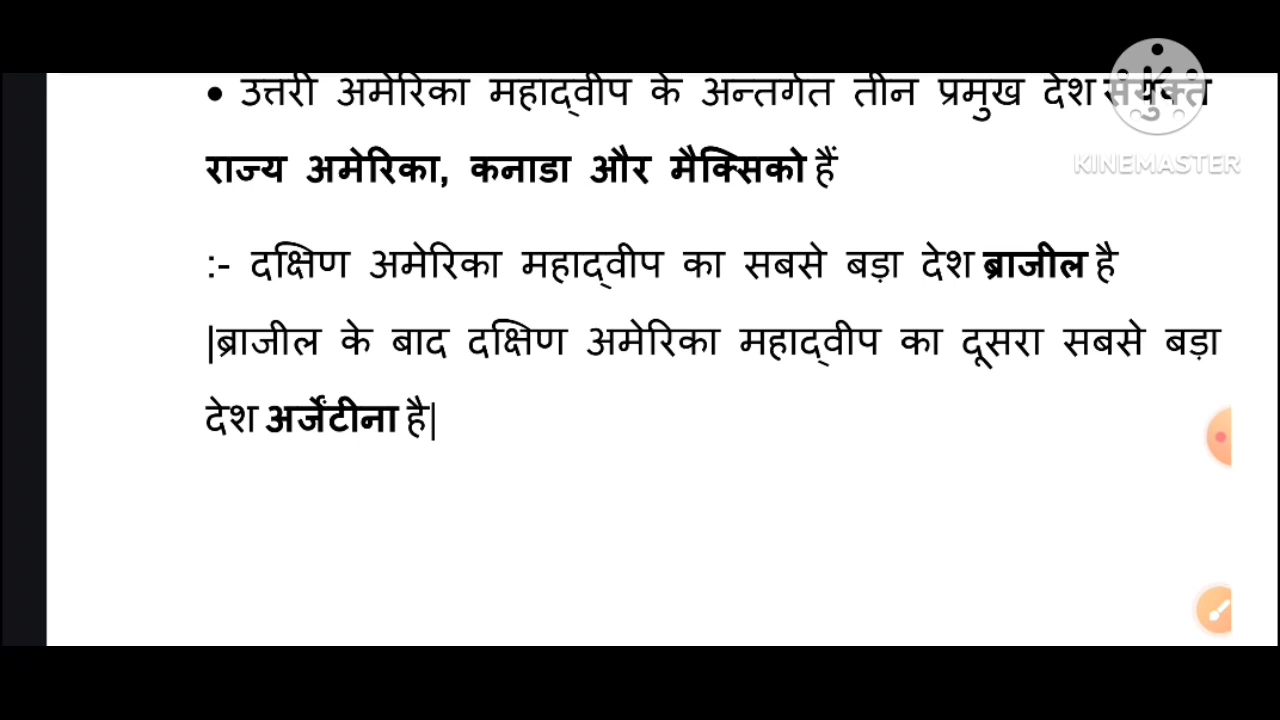 • उत्तरी अमेरिका महाद्वीप के अन्तर्गत तीन प्रमुख देश संयुक्त
KINEMASTER
राज्य अमेरिका, कनाडा और मैक्सिको हैं
:- दक्षिण अमेरिका महाद्वीप का सबसे बड़ा देश ब्राजील है
|ब्राजील के बाद दक्षिण अमेरिका महाद्वीप का दूसरा सबसे बड़ा
देश अर्जेंटीना है|